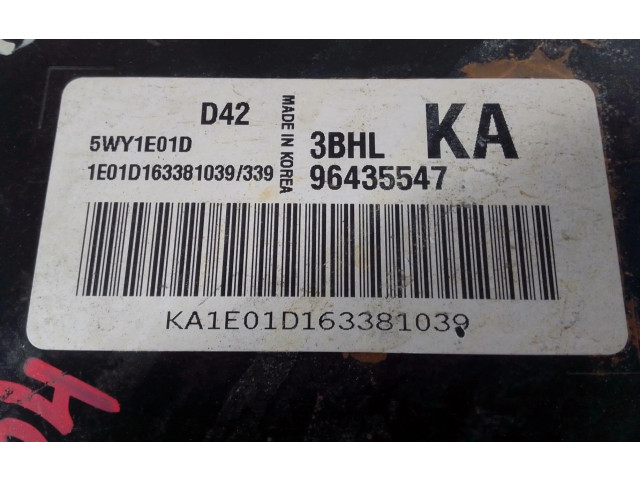 D42
5WY1E01D
1E01D163381039/339
MADE IN KOREA
3BHL KA
96435547
KA1E01D163381039